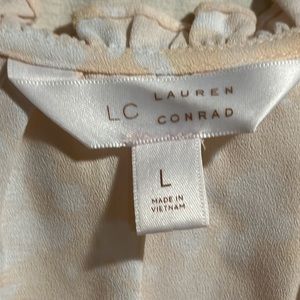 LC LAUREN
CONRAD
L
MADE IN
VIETNAM